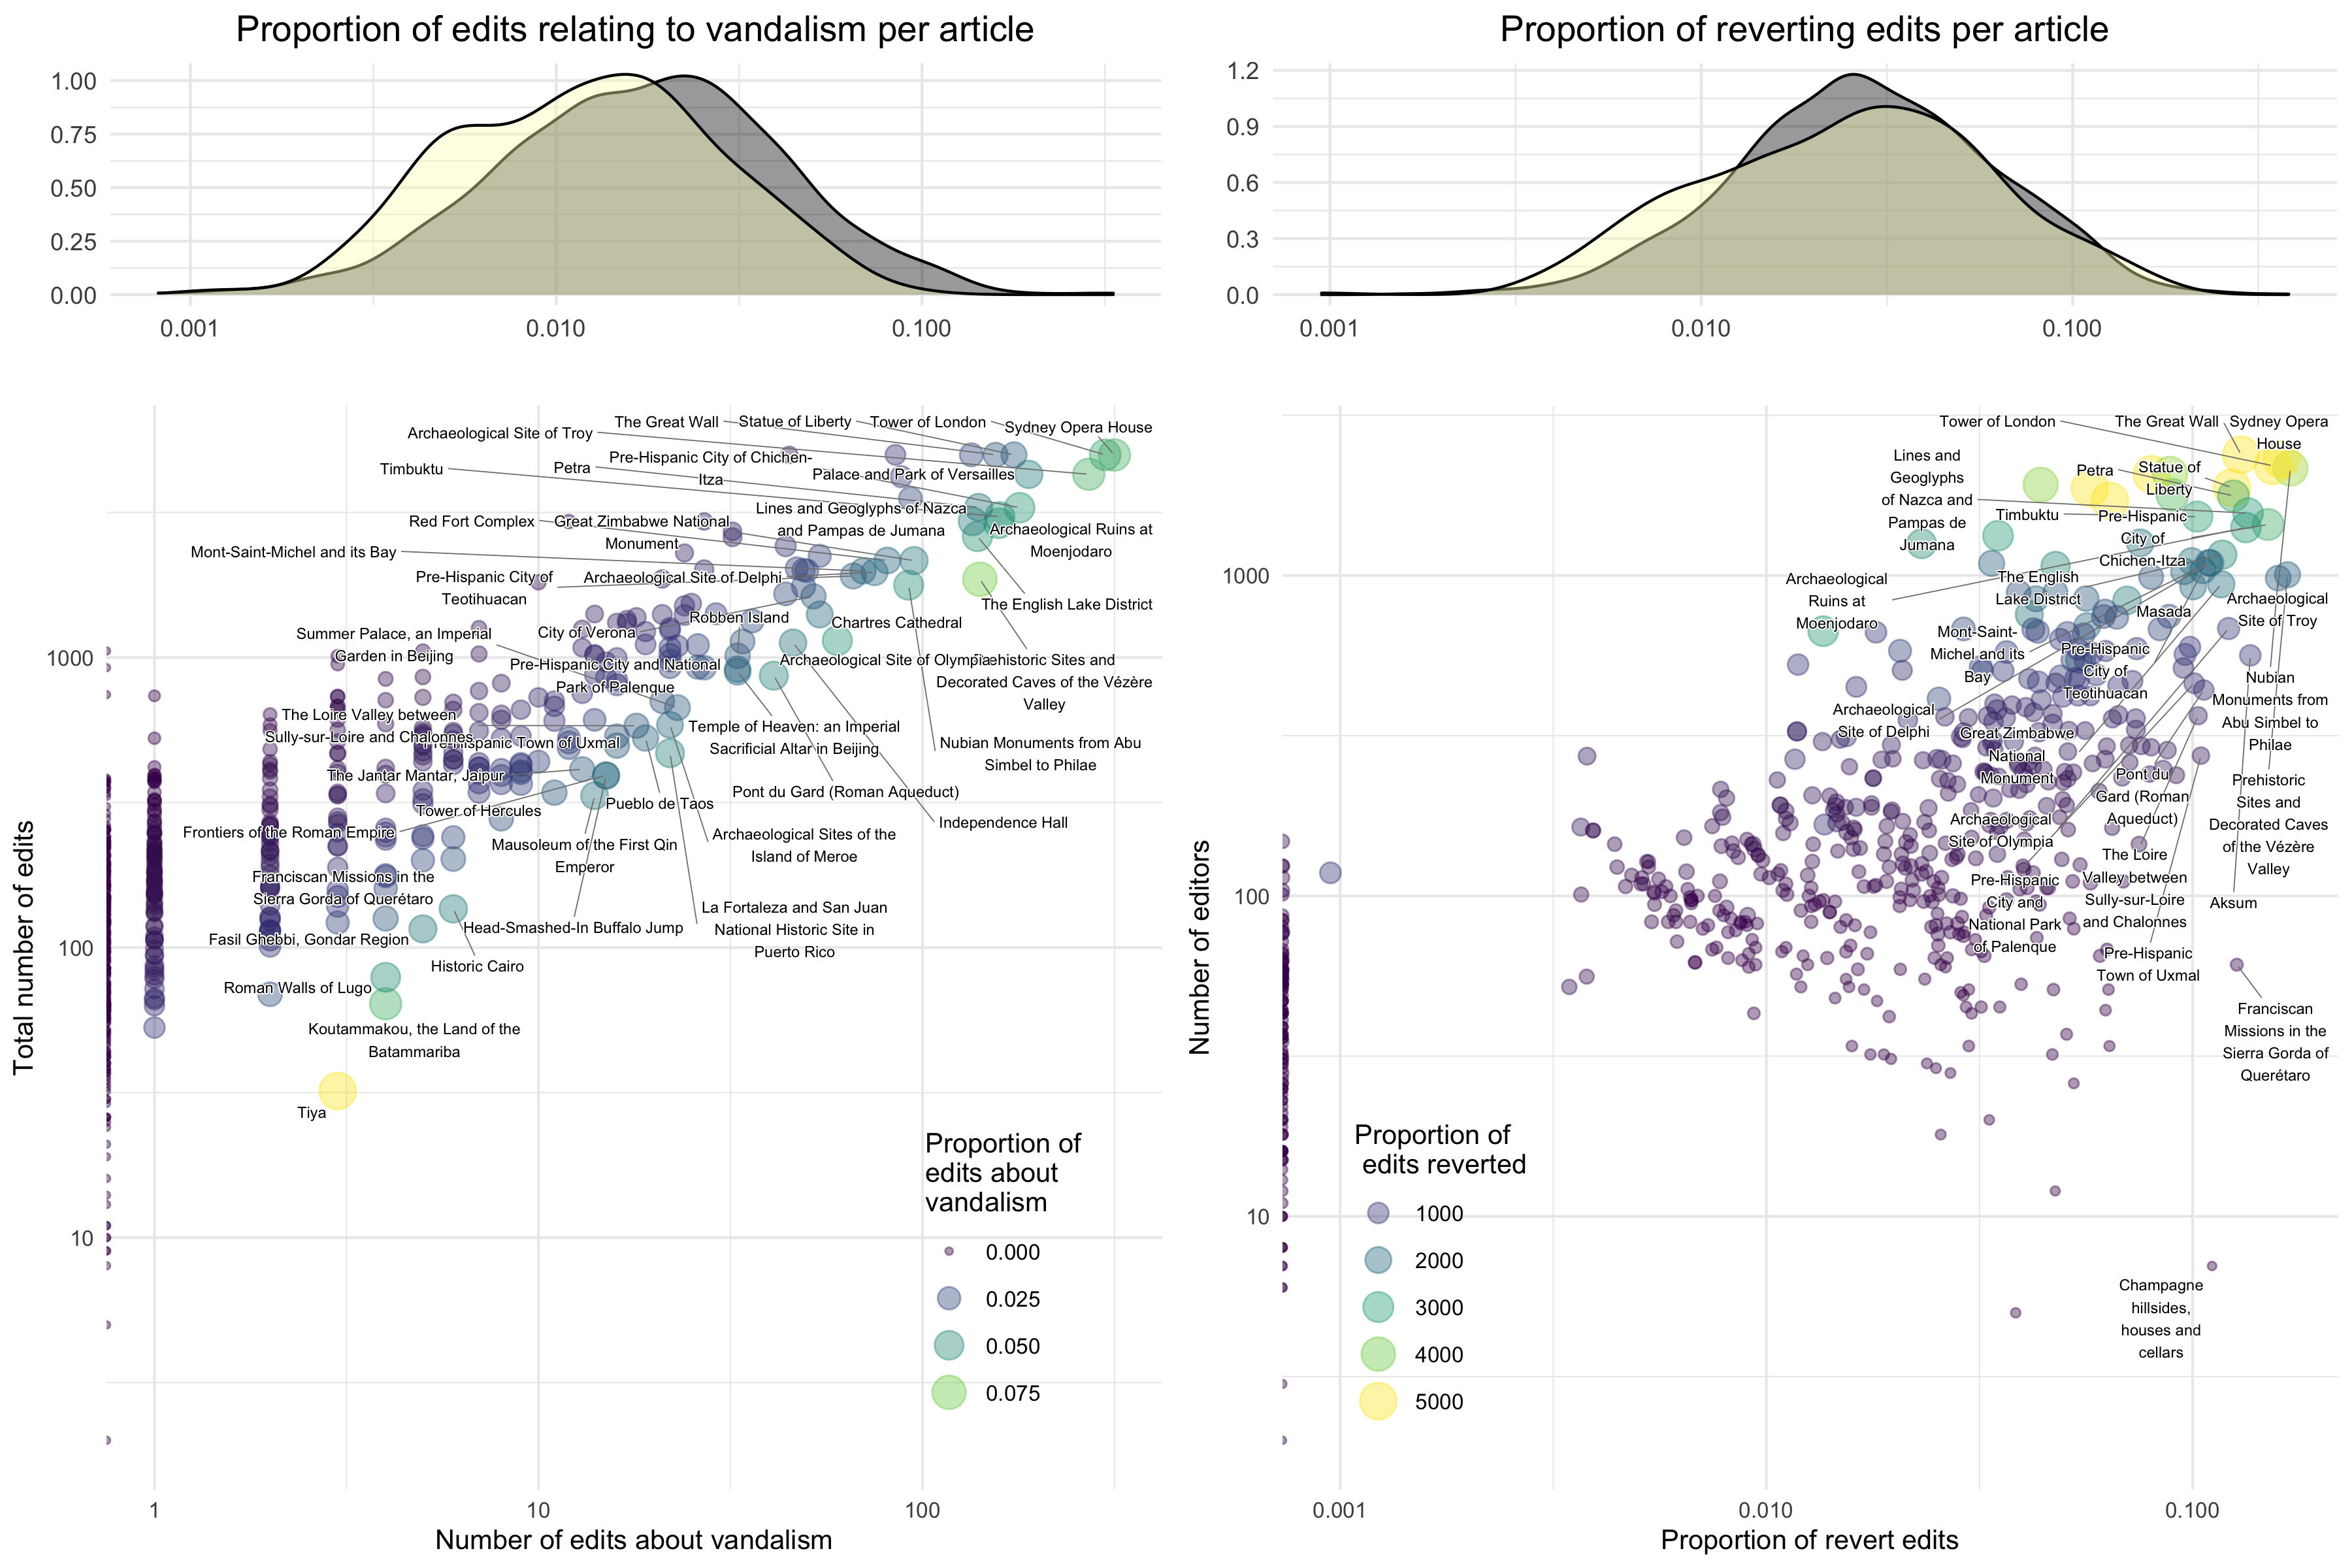 Proportion of edits relating to vandalism per article
1.00
0.75
0.50
0.25
0.00
0.001
0.010
0.100
Proportion of reverting edits per article
1.2
0.9
0.6
0.3
0.0
0.001
0.010
0.100
The Great Wall
Statue of Liberty
Tower of London
Sydney Opera House
Archaeological Site of Troy
Timbuktu
Petra
Pre-Hispanic City of Chichen-
Itza
Palace and Park of Versailles
Red Fort Complex
Great Zimbabwe National
Monument
Lines and Geoglyphs of Nazca
and Pampas de Jumana
Archaeological Ruins at
Moenjodaro
Mont-Saint-Michel and its Bay
Pre-Hispanic City of
Teotihuacan
Archaeological Site of Delphi
The English Lake District
Robben Island
Chartres Cathedral
Summer Palace, an Imperial
Garden in Beijing
City of Verona
Pre-Hispanic City and National
Park of Palenque
Archaeological Site of Olympia
Prehistoric Sites and
Decorated Caves of the Vézère
Valley
The Loire Valley between
Sully-sur-Loire and Chalonnes
Pre-Hispanic Town of Uxmal
Temple of Heaven: an Imperial
Sacrificial Altar in Beijing
Nubian Monuments from Abu
Simbel to Philae
The Jantar Mantar, Jaipur
Tower of Hercules
Pueblo de Taos
Pont du Gard (Roman Aqueduct)
Frontiers of the Roman Empire
Mausoleum of the First Qin
Emperor
Archaeological Sites of the
Island of Meroe
Independence Hall
Franciscan Missions in the
Sierra Gorda of Querétaro
Head-Smashed-In Buffalo Jump
La Fortaleza and San Juan
National Historic Site in
Puerto Rico
Fasil Ghebbi, Gondar Region
Historic Cairo
Roman Walls of Lugo
Koutammakou, the Land of the
Batammariba
Tiya
Total number of edits
1000
100
10
1
10
100
Number of edits about vandalism
Proportion of
edits about
vandalism
0.000
0.025
0.050
0.075
Tower of London
The Great Wall
Sydney Opera
House
Lines and
Geoglyphs
of Nazca and
Pampas de
Jumana
Petra
Statue of
Liberty
Timbuktu
Pre-Hispanic
City of
Chichen-Itza
Archaeological
Ruins at
Moenjodaro
The English
Lake District
Masada
Archaeological
Site of Troy
Mont-Saint-
Michel and its
Bay
Pre-Hispanic
City of
Teotihuacan
Nubian
Monuments from
Abu Simbel to
Philae
Archaeological
Site of Delphi
Great Zimbabwe
National
Monument
Pont du
Gard (Roman
Aqueduct)
Prehistoric
Sites and
Decorated Caves
of the Vézère
Valley
Archaeological
Site of Olympia
The Loire
Valley between
Sully-sur-Loire
and Chalonnes
Pre-Hispanic
City and
National Park
of Palenque
Aksum
Pre-Hispanic
Town of Uxmal
Franciscan
Missions in the
Sierra Gorda of
Querétaro
Champagne
hillsides,
houses and
cellars
Number of editors
1000
100
10
0.001
0.010
0.100
Proportion of revert edits
Proportion of
edits reverted
1000
2000
3000
4000
5000